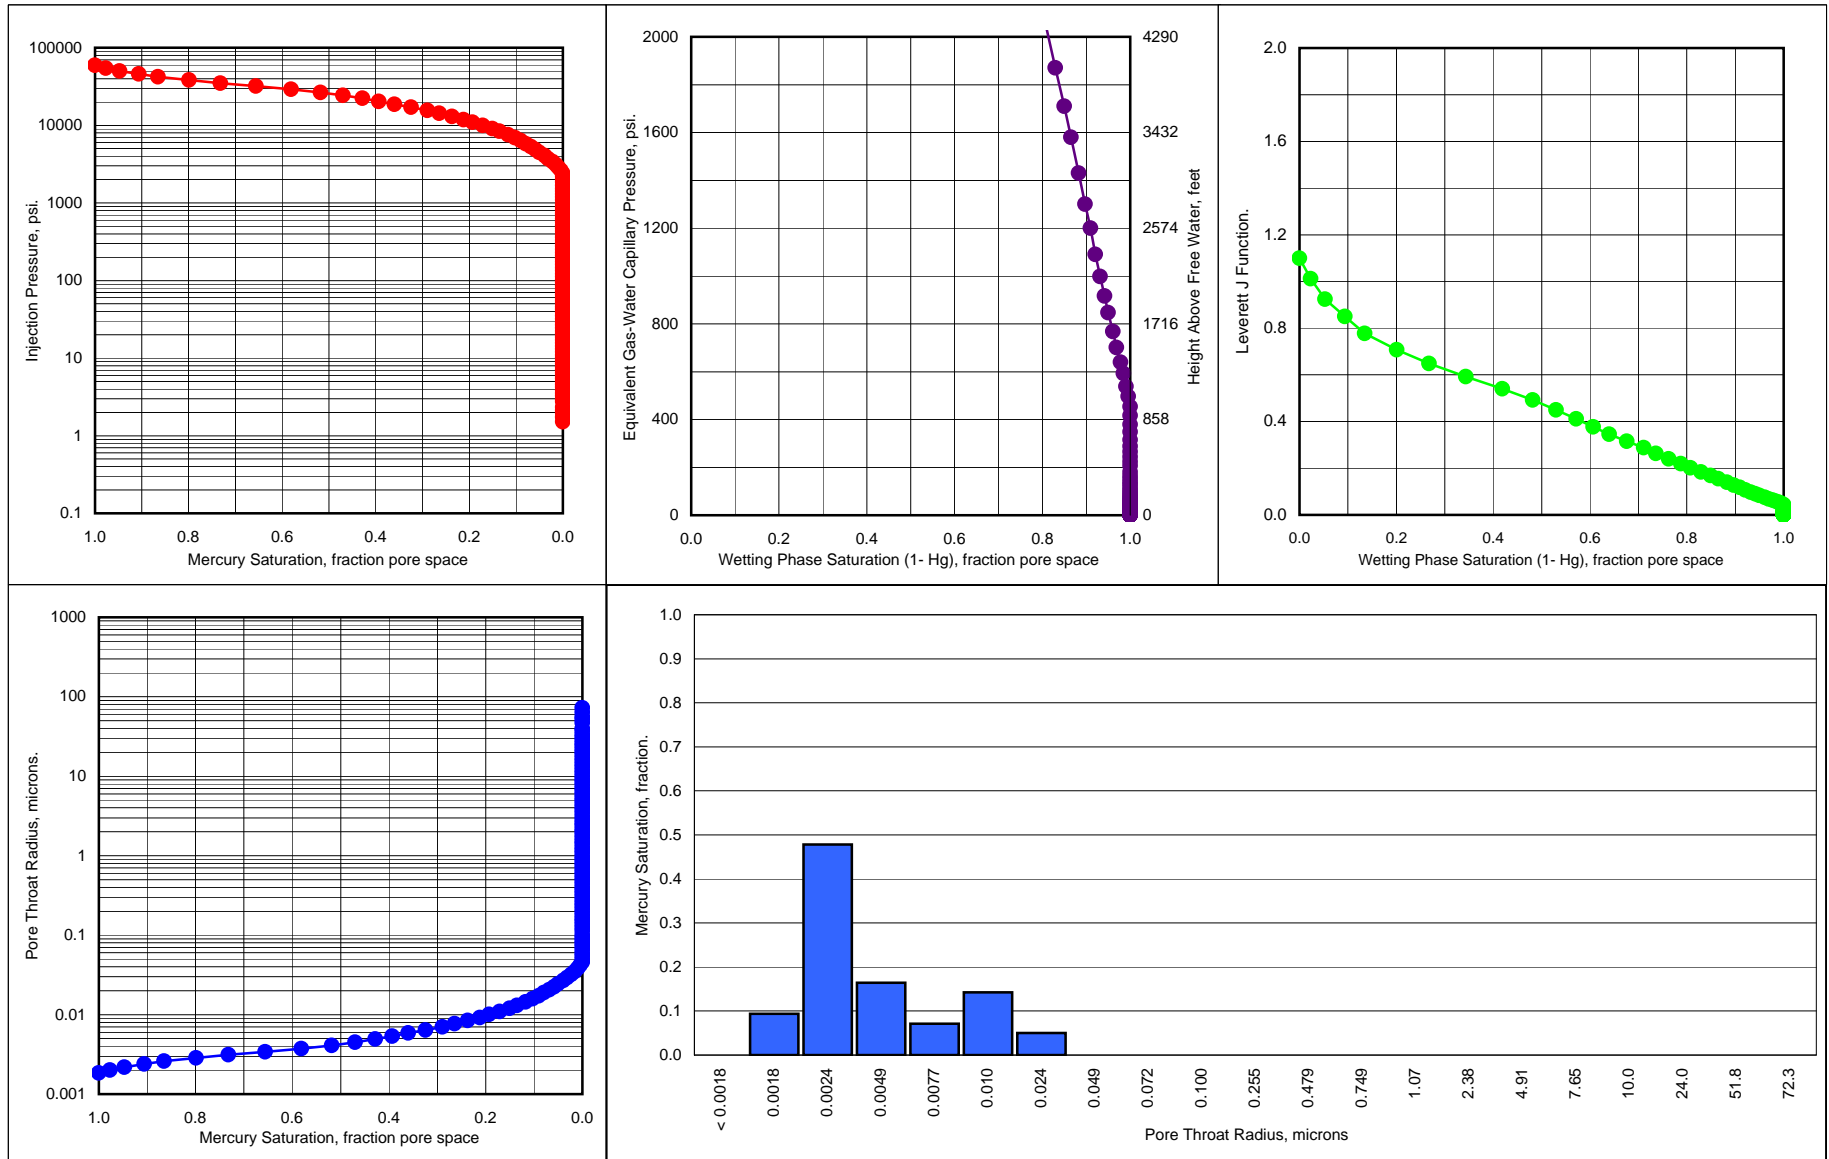 100000
10000
1000
100
10
1
0.1
Injection Pressure, psi.
1.0 0.8 0.6 0.4 0.2 0.0
Mercury Saturation, fraction pore space
2000
1600
1200
800
400
0
Equivalent Gas-Water Capillary Pressure, psi.
4290
3432
2574
1716
858
0
Height Above Free Water, feet
0.0 0.2 0.4 0.6 0.8 1.0
Wetting Phase Saturation (1- Hg), fraction pore space
2.0
1.6
1.2
0.8
0.4
0.0
Leverett J Function.
0.0 0.2 0.4 0.6 0.8 1.0
Wetting Phase Saturation (1- Hg), fraction pore space
1000
100
10
1
0.1
0.01
0.001
Pore Throat Radius, microns.
1.0 0.8 0.6 0.4 0.2 0.0
Mercury Saturation, fraction pore space
1.0
0.9
0.8
0.7
0.6
0.5
0.4
0.3
0.2
0.1
0.0
Mercury Saturation, fraction.
< 0.0018 0.0018 0.0024 0.0049 0.0077 0.010 0.024 0.049 0.072 0.100 0.255 0.479 0.749 1.07 2.38 4.91 7.65 10.0 24.0 51.8 72.3
Pore Throat Radius, microns